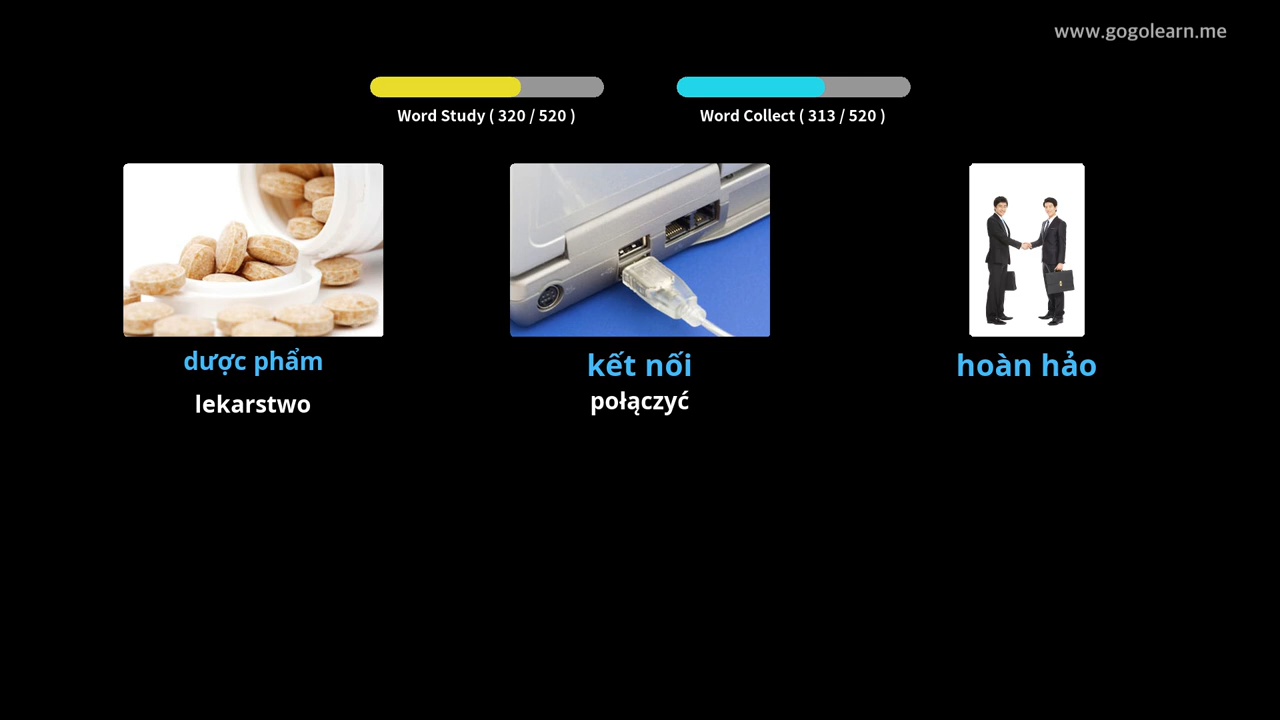 www.gogolearn.me
Word Study ( 320 / 520 )
Word Collect ( 313 / 520 )
dược phẩm
lekarstwo
kết nối
połączyć
hoàn hảo